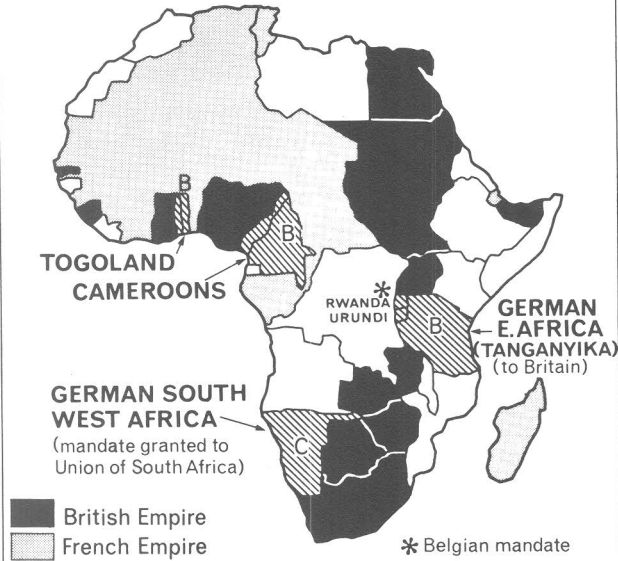 B
TOGOLAND
CAMEROONS
B
*
RWANDA
URUNDI
B
GERMAN
E.AFRICA
(TANGANYIKA)
(to Britain)
GERMAN SOUTH
WEST AFRICA
(mandate granted to
Union of South Africa)
C
British Empire
French Empire
* Belgian mandate